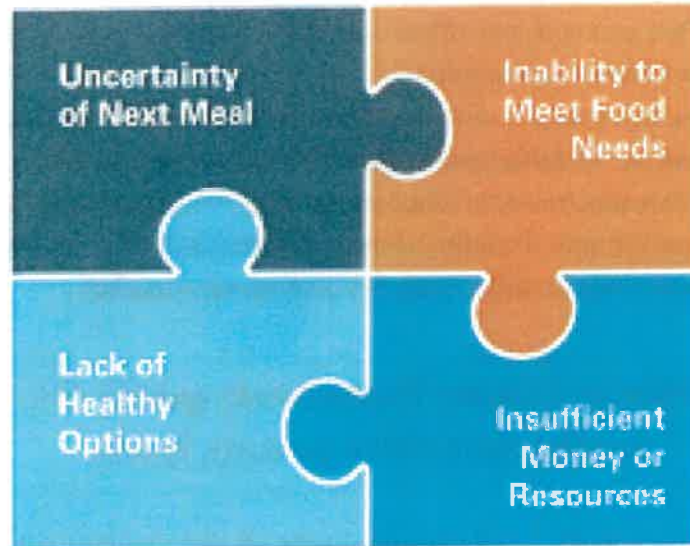 Uncertainty
of Next Meal
Inability to
Meet Food
Needs
Lack of
Healthy
Options
Insufficient
Money or
Resources